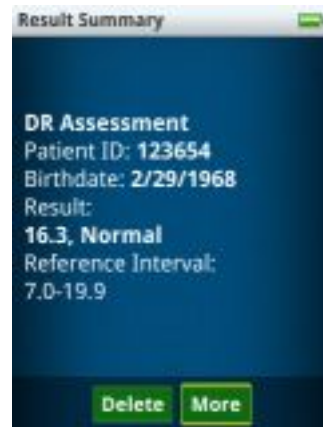 Result Summary
DR Assessment
Patient ID: 123654
Birthdate: 2/29/1968
Result:
16.3, Normal
Reference Interval:
7.0-19.9
Delete More